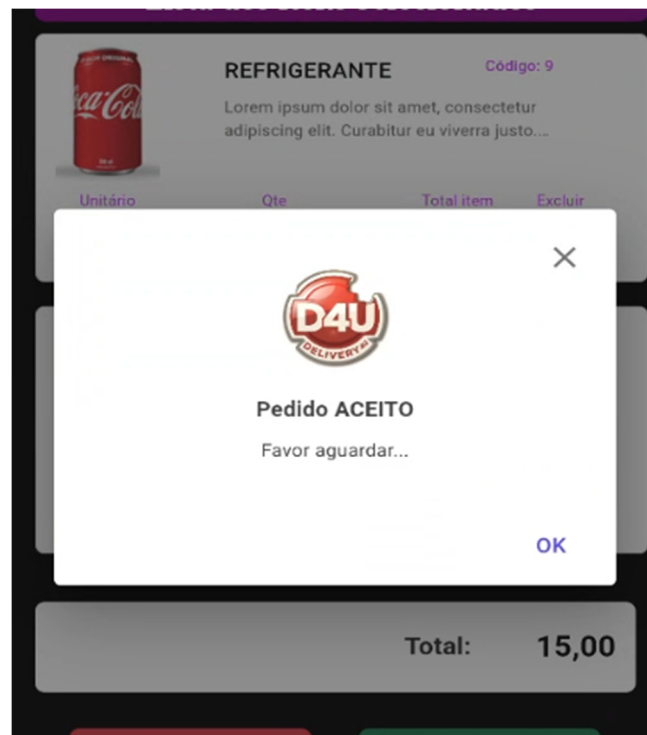 REFRIGERANTE
Código: 9
Lorem ipsum dolor sit amet, consectetur
adipiscing elit. Curabitur eu viverra justo....
Unitário Qte Total item Excluir
D4U
DELIVERY
Pedido ACEITO
Favor aguardar...
OK
Total: 15,00